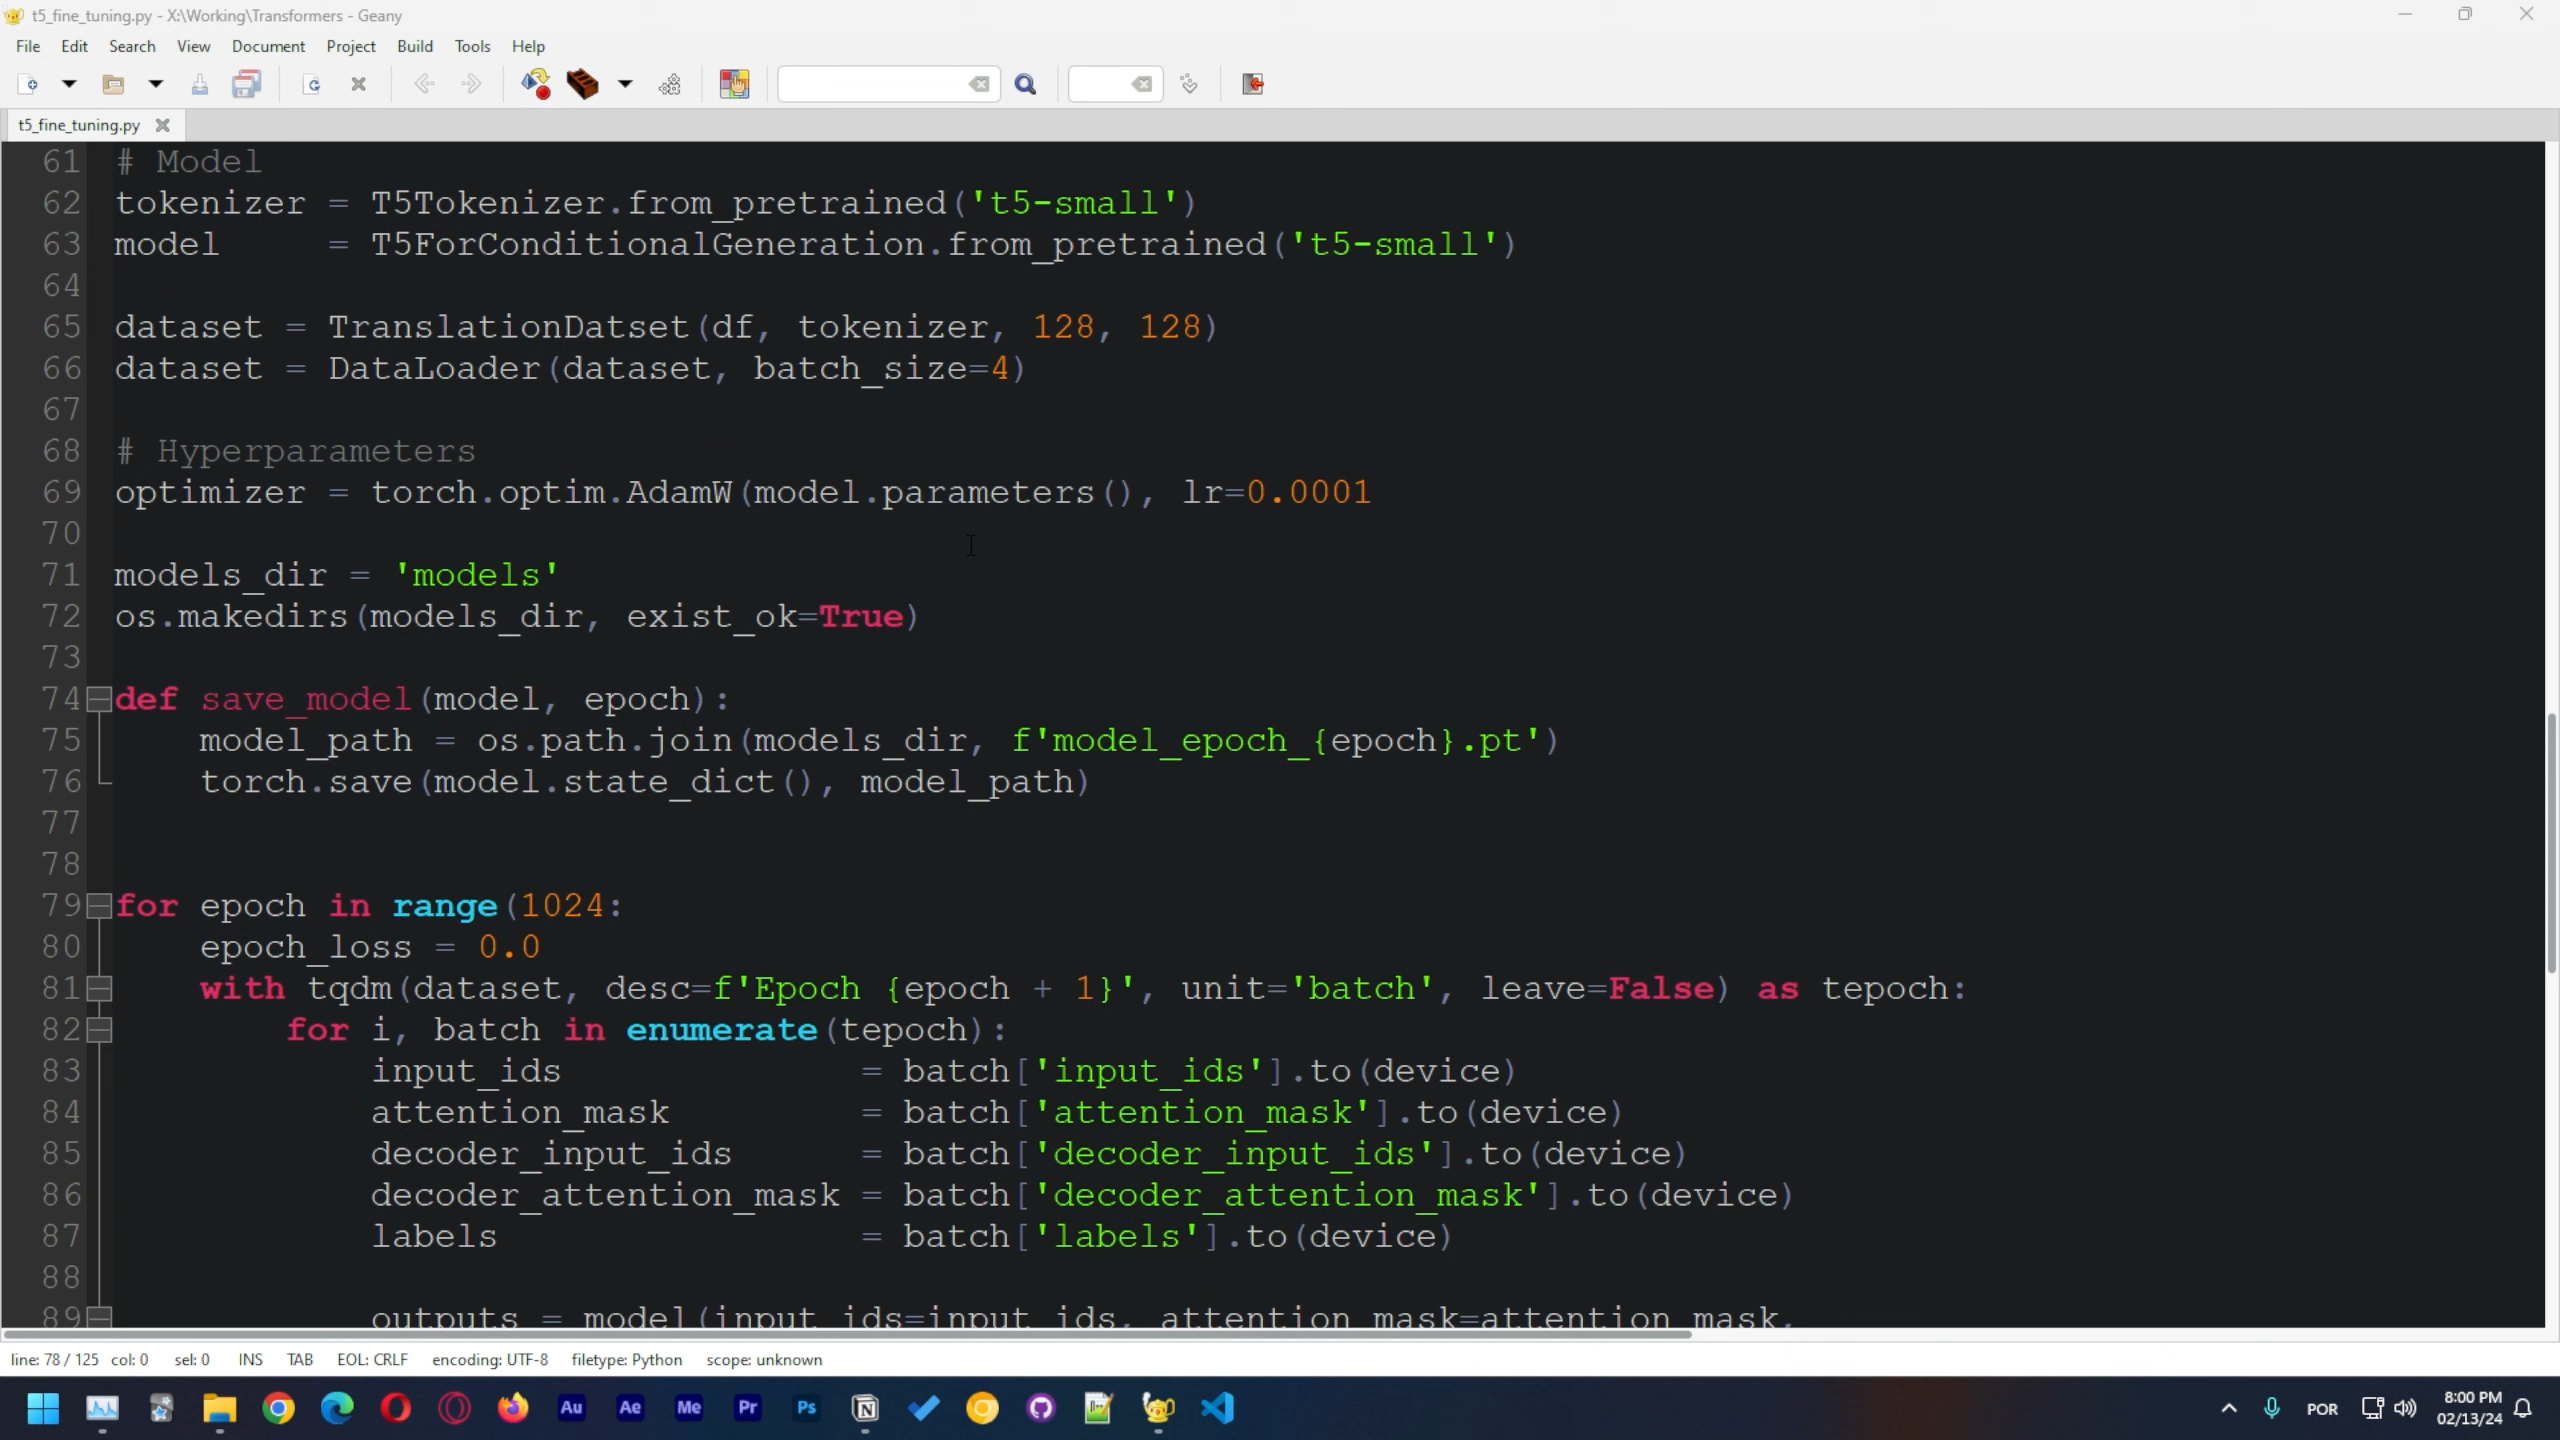 t5_fine_tuning.py - X:\Working\Transformers - Geany
File Edit Search View Document Project Build Tools Help
t5_fine_tuning.py
61 # Model
62 tokenizer = T5Tokenizer.from_pretrained('t5-small')
63 model     = T5ForConditionalGeneration.from_pretrained('t5-small')
64
65 dataset = TranslationDatset(df, tokenizer, 128, 128)
66 dataset = DataLoader(dataset, batch_size=4)
67
68 # Hyperparameters
69 optimizer = torch.optim.AdamW(model.parameters(), lr=0.0001
70
71 models_dir = 'models'
72 os.makedirs(models_dir, exist_ok=True)
73
74 def save_model(model, epoch):
75     model_path = os.path.join(models_dir, f'model_epoch_{epoch}.pt')
76     torch.save(model.state_dict(), model_path)
77
78
79 for epoch in range(1024:
80     epoch_loss = 0.0
81     with tqdm(dataset, desc=f'Epoch {epoch + 1}', unit='batch', leave=False) as tepoch:
82         for i, batch in enumerate(tepoch):
83             input_ids              = batch['input_ids'].to(device)
84             attention_mask         = batch['attention_mask'].to(device)
85             decoder_input_ids      = batch['decoder_input_ids'].to(device)
86             decoder_attention_mask = batch['decoder_attention_mask'].to(device)
87             labels                 = batch['labels'].to(device)
88
89             outputs = model(input_ids=input_ids, attention_mask=attention_mask,
line: 78 / 125 col: 0 sel: 0 INS TAB EOL: CRLF encoding: UTF-8 filetype: Python scope: unknown
Au Ae Me Pr Ps N POR 8:00 PM
02/13/24